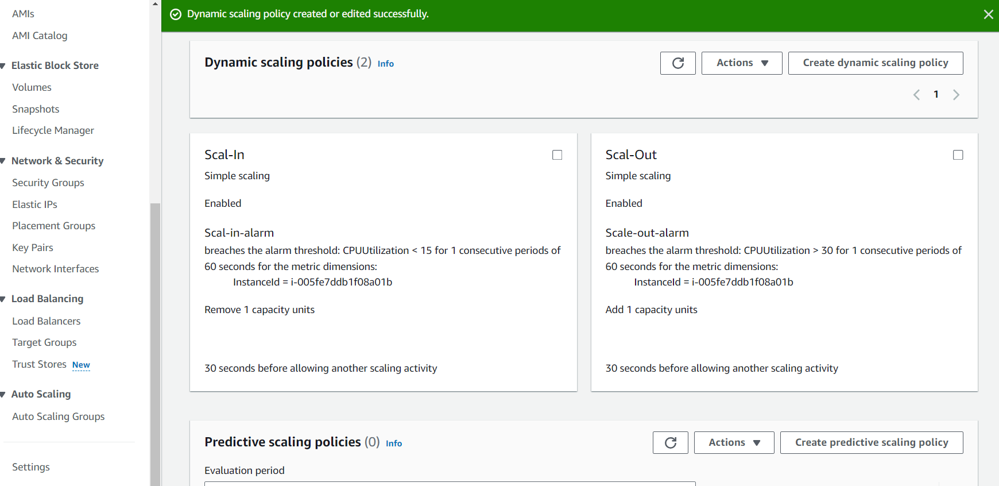 Dynamic scaling policy created or edited successfully.
AMIs
AMI Catalog
Elastic Block Store
Volumes
Snapshots
Lifecycle Manager
Network & Security
Security Groups
Elastic IPs
Placement Groups
Key Pairs
Network Interfaces
Load Balancing
Load Balancers
Target Groups
Trust Stores New
Auto Scaling
Auto Scaling Groups
Settings
Dynamic scaling policies (2) Info
Actions
Create dynamic scaling policy
1
Scal-In
Simple scaling
Enabled
Scal-in-alarm
breaches the alarm threshold: CPUUtilization < 15 for 1 consecutive periods of
60 seconds for the metric dimensions:
InstanceId = i-005fe7ddb1f08a01b
Remove 1 capacity units
30 seconds before allowing another scaling activity
Scal-Out
Simple scaling
Enabled
Scale-out-alarm
breaches the alarm threshold: CPUUtilization > 30 for 1 consecutive periods of
60 seconds for the metric dimensions:
InstanceId = i-005fe7ddb1f08a01b
Add 1 capacity units
30 seconds before allowing another scaling activity
Predictive scaling policies (0) Info
Actions
Create predictive scaling policy
Evaluation period